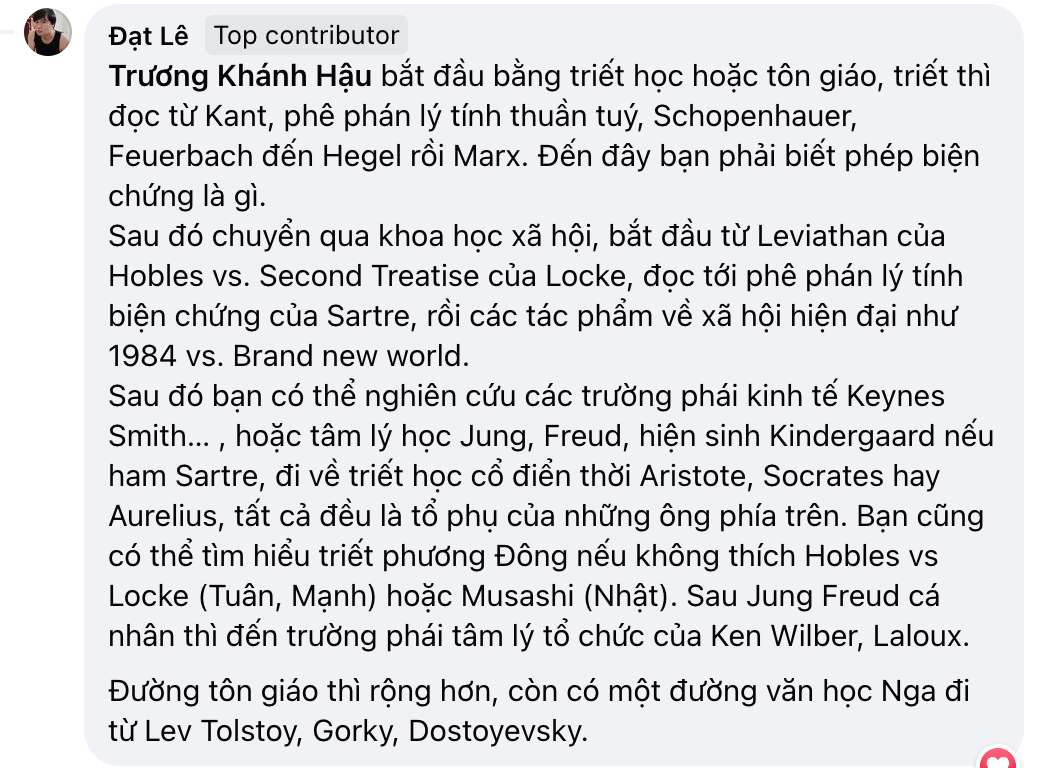 Đạt Lê Top contributor
Trương Khánh Hậu bắt đầu bằng triết học hoặc tôn giáo, triết thì
đọc từ Kant, phê phán lý tính thuần tuý, Schopenhauer,
Feuerbach đến Hegel rồi Marx. Đến đây bạn phải biết phép biện
chứng là gì.
Sau đó chuyển qua khoa học xã hội, bắt đầu từ Leviathan của
Hobles vs. Second Treatise của Locke, đọc tới phê phán lý tính
biện chứng của Sartre, rồi các tác phẩm về xã hội hiện đại như
1984 vs. Brand new world.
Sau đó bạn có thể nghiên cứu các trường phái kinh tế Keynes
Smith... , hoặc tâm lý học Jung, Freud, hiện sinh Kindergaard nếu
ham Sartre, đi về triết học cổ điển thời Aristote, Socrates hay
Aurelius, tất cả đều là tổ phụ của những ông phía trên. Bạn cũng
có thể tìm hiểu triết phương Đông nếu không thích Hobles vs
Locke (Tuân, Mạnh) hoặc Musashi (Nhật). Sau Jung Freud cá
nhân thì đến trường phái tâm lý tổ chức của Ken Wilber, Laloux.
Đường tôn giáo thì rộng hơn, còn có một đường văn học Nga đi
từ Lev Tolstoy, Gorky, Dostoyevsky.